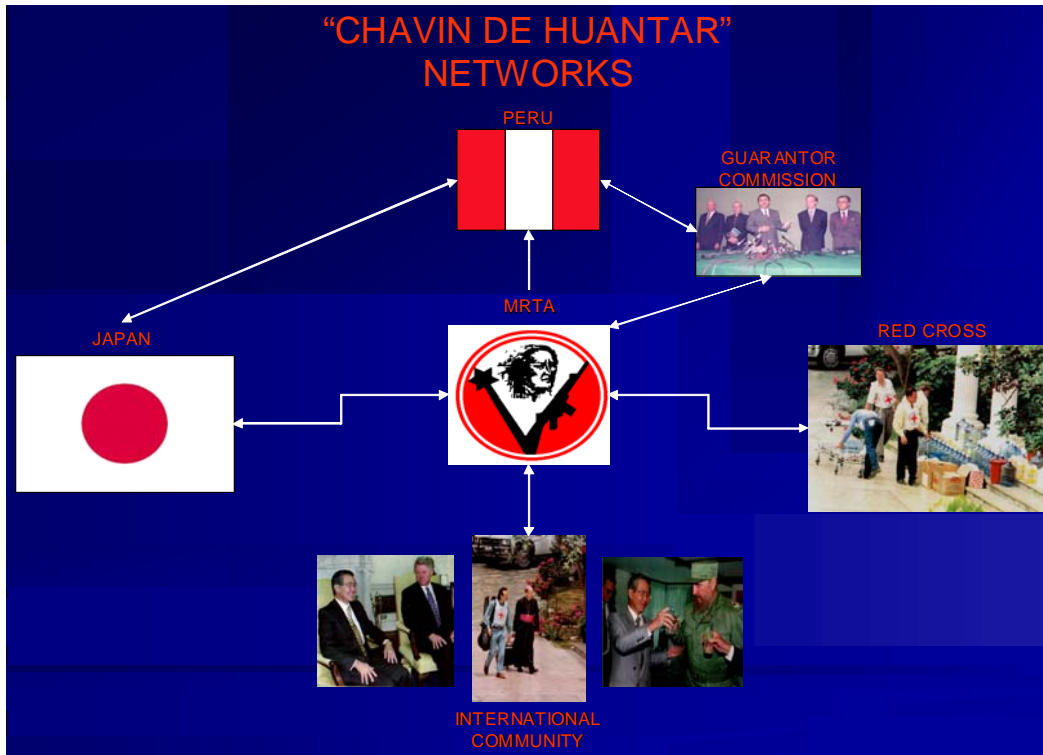 “CHAVIN DE HUANTAR”
NETWORKS
PERU
GUARANTOR
COMMISSION
MRTA
JAPAN
RED CROSS
INTERNATIONAL
COMMUNITY